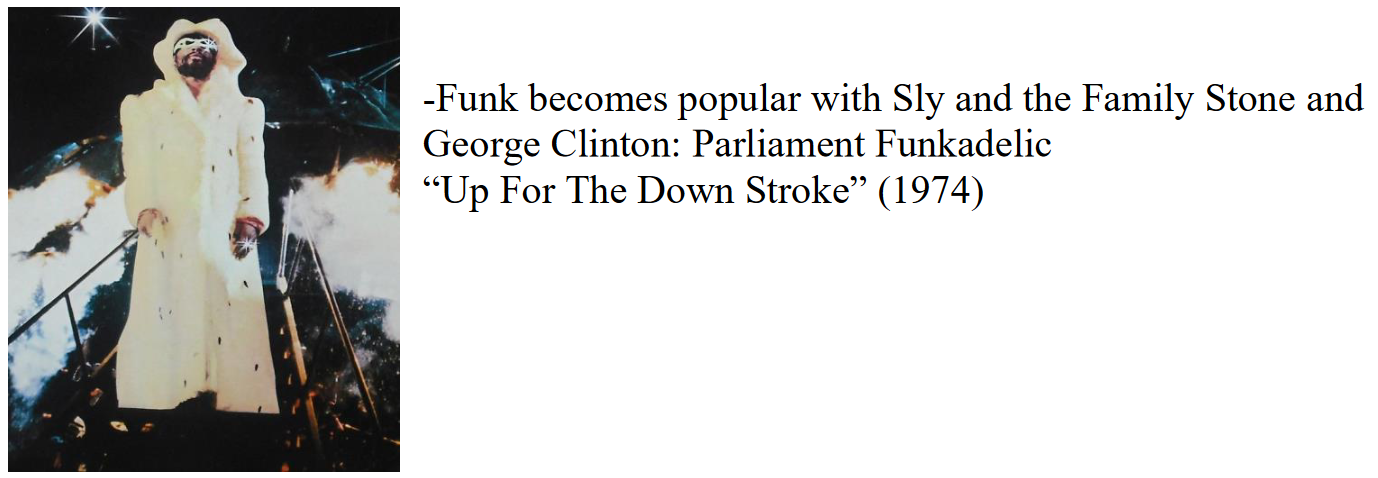 -Funk becomes popular with Sly and the Family Stone and
George Clinton: Parliament Funkadelic
“Up For The Down Stroke” (1974)